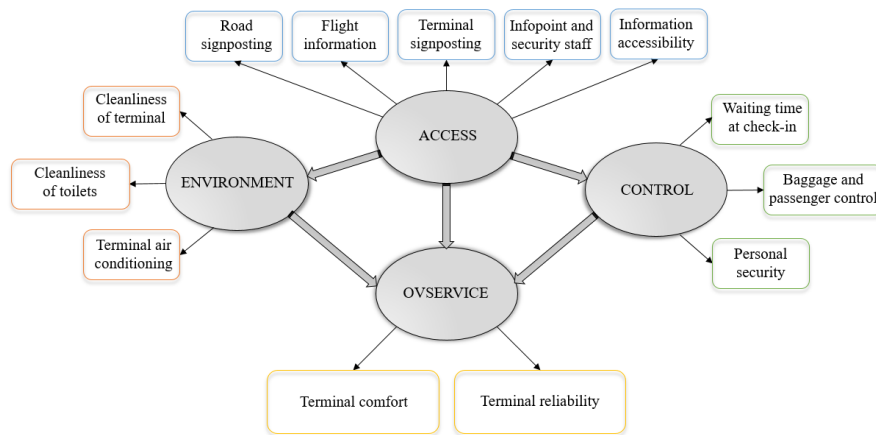 Road
signposting
Flight
information
Terminal
signposting
Infopoint and
security staff
Information
accessibility
Cleanliness
of terminal
Cleanliness
of toilets
Terminal air
conditioning
ENVIRONMENT
ACCESS
CONTROL
OVSERVICE
Waiting time
at check-in
Baggage and
passenger control
Personal
security
Terminal comfort
Terminal reliability